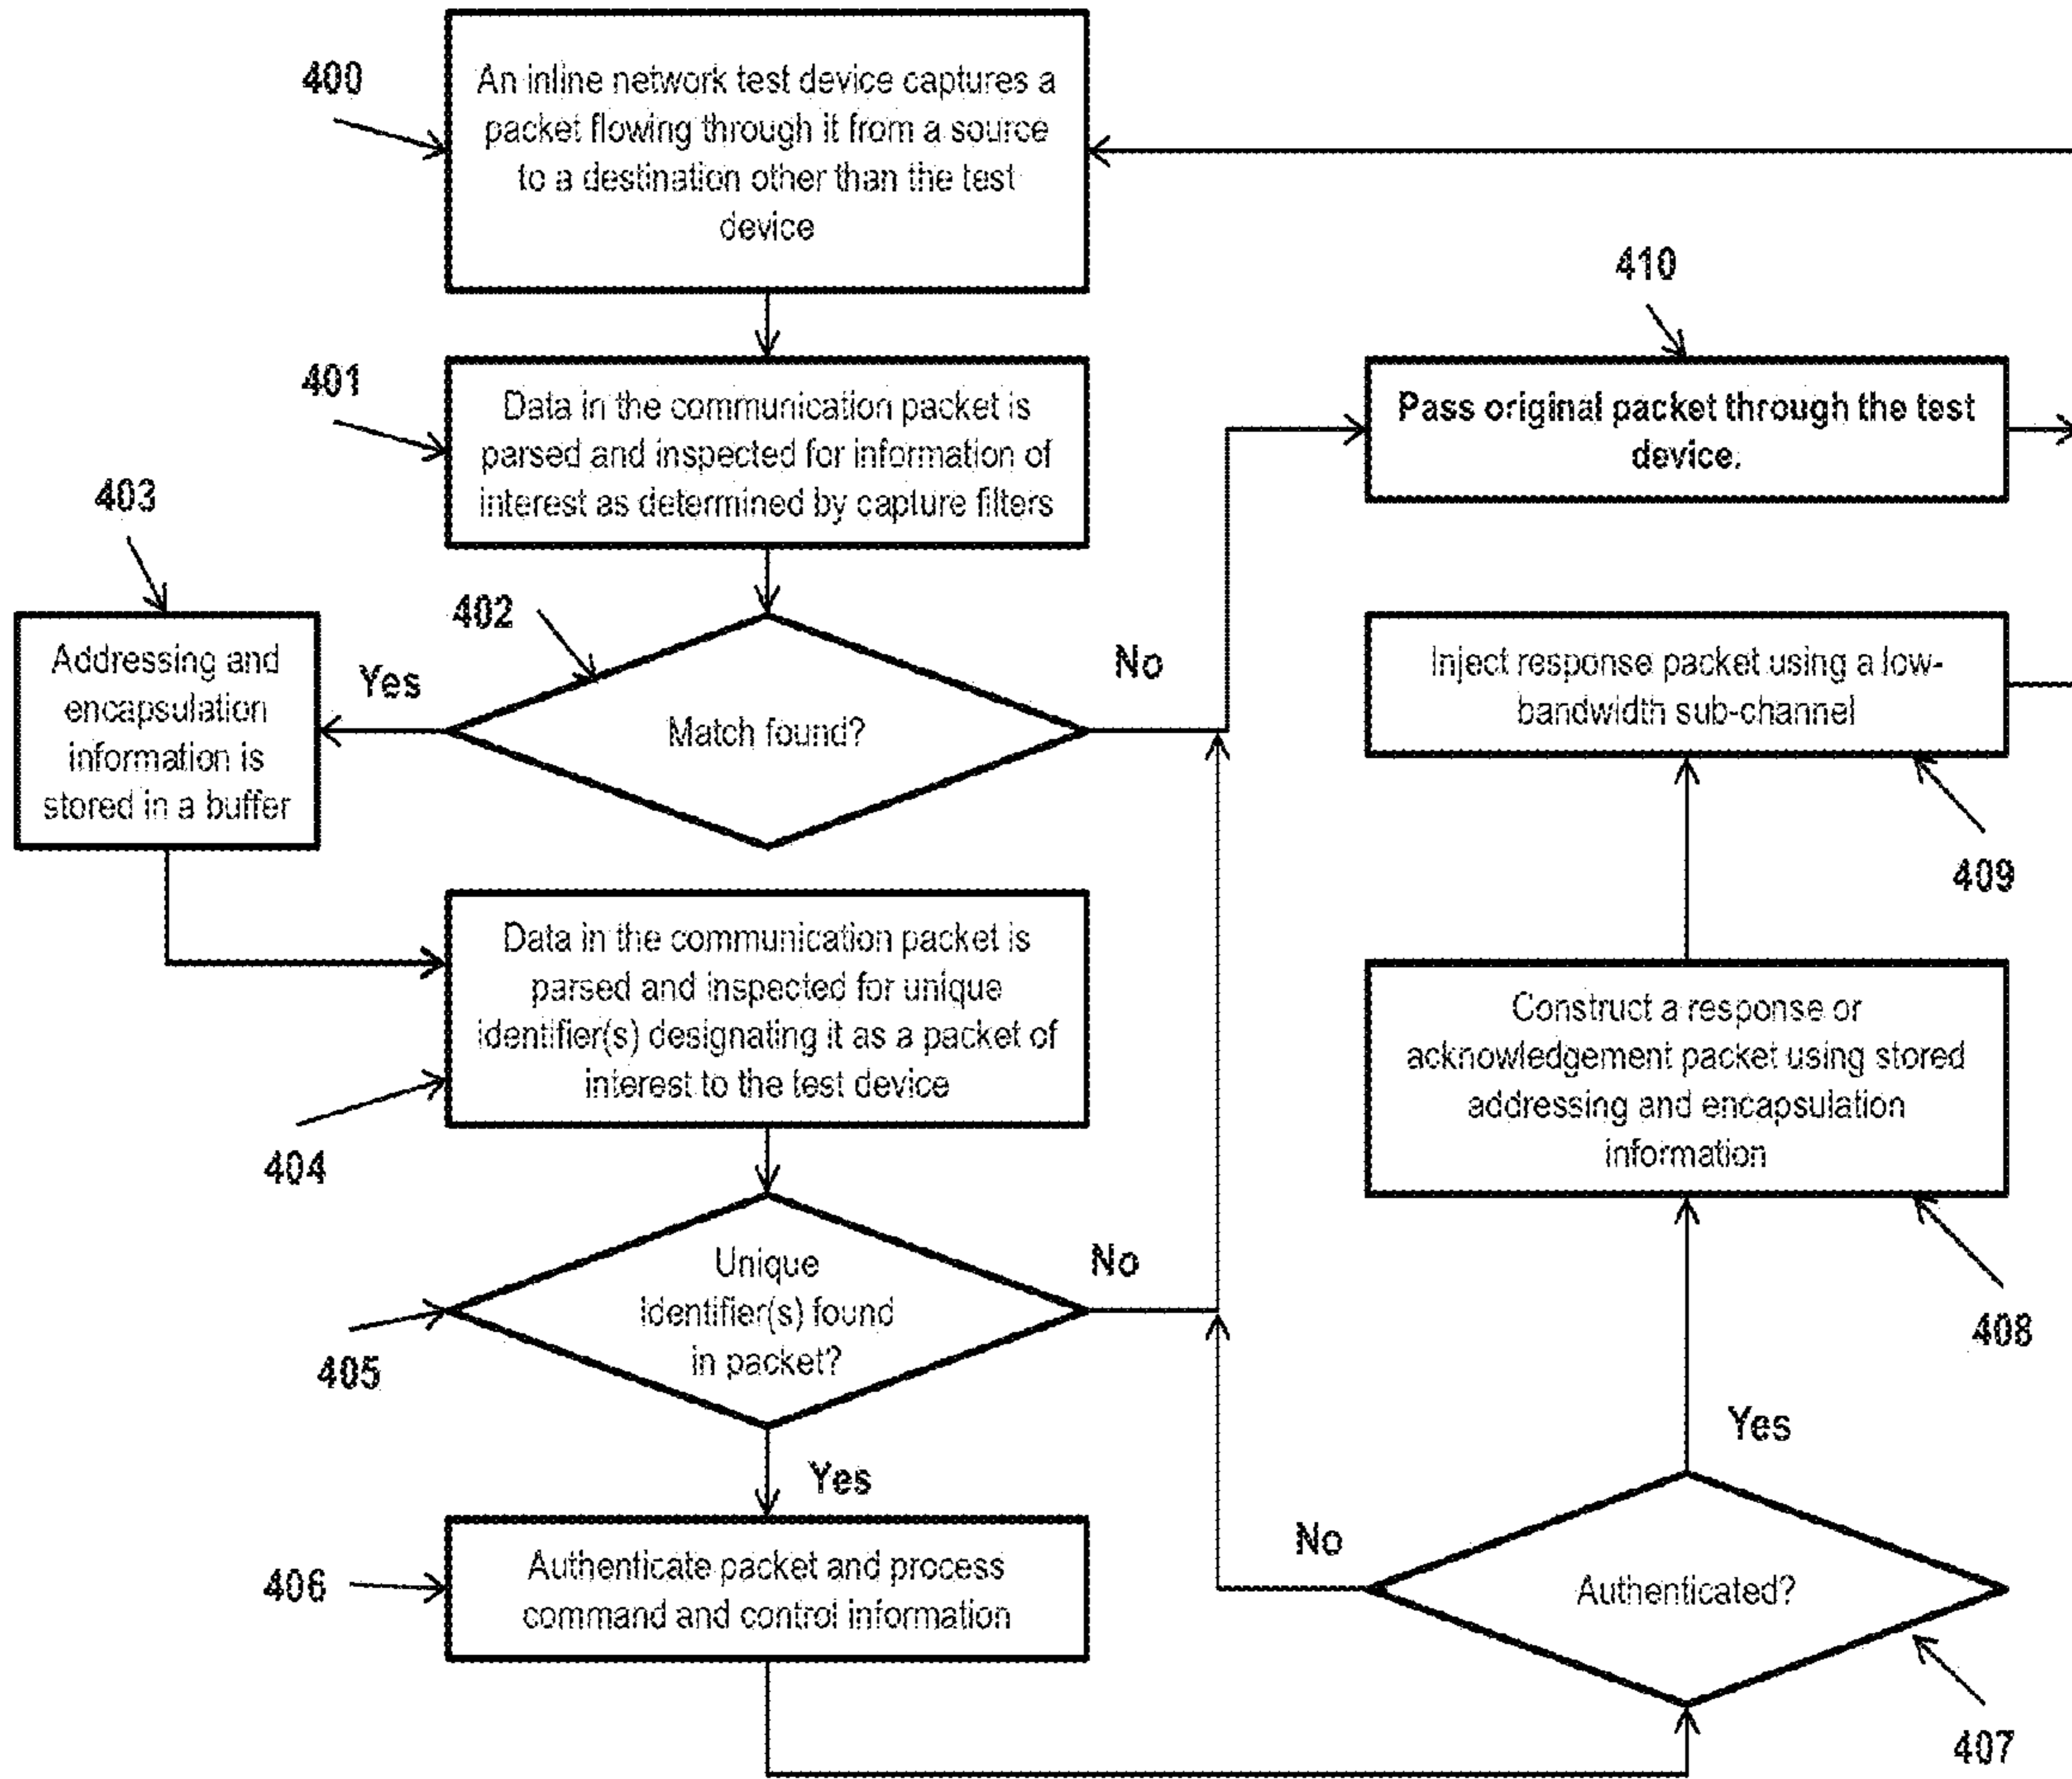 400
An inline network test device captures a
packet flowing through it from a source
to a destination other than the test
device
401
Data in the communication packet is
parsed and inspected for information of
interest as determined by capture filters
402
Match found?
Yes
No
403
Addressing and
encapsulation
information is
stored in a buffer
404
Data in the communication packet is
parsed and inspected for unique
identifier(s) designating it as a packet of
interest to the test device
405
Unique
identifier(s) found
in packet?
No
Yes
406
Authenticate packet and process
command and control information
407
Authenticated?
No
Yes
408
Construct a response or
acknowledgement packet using stored
addressing and encapsulation
information
409
Inject response packet using a low-
bandwidth sub-channel
410
Pass original packet through the test
device.